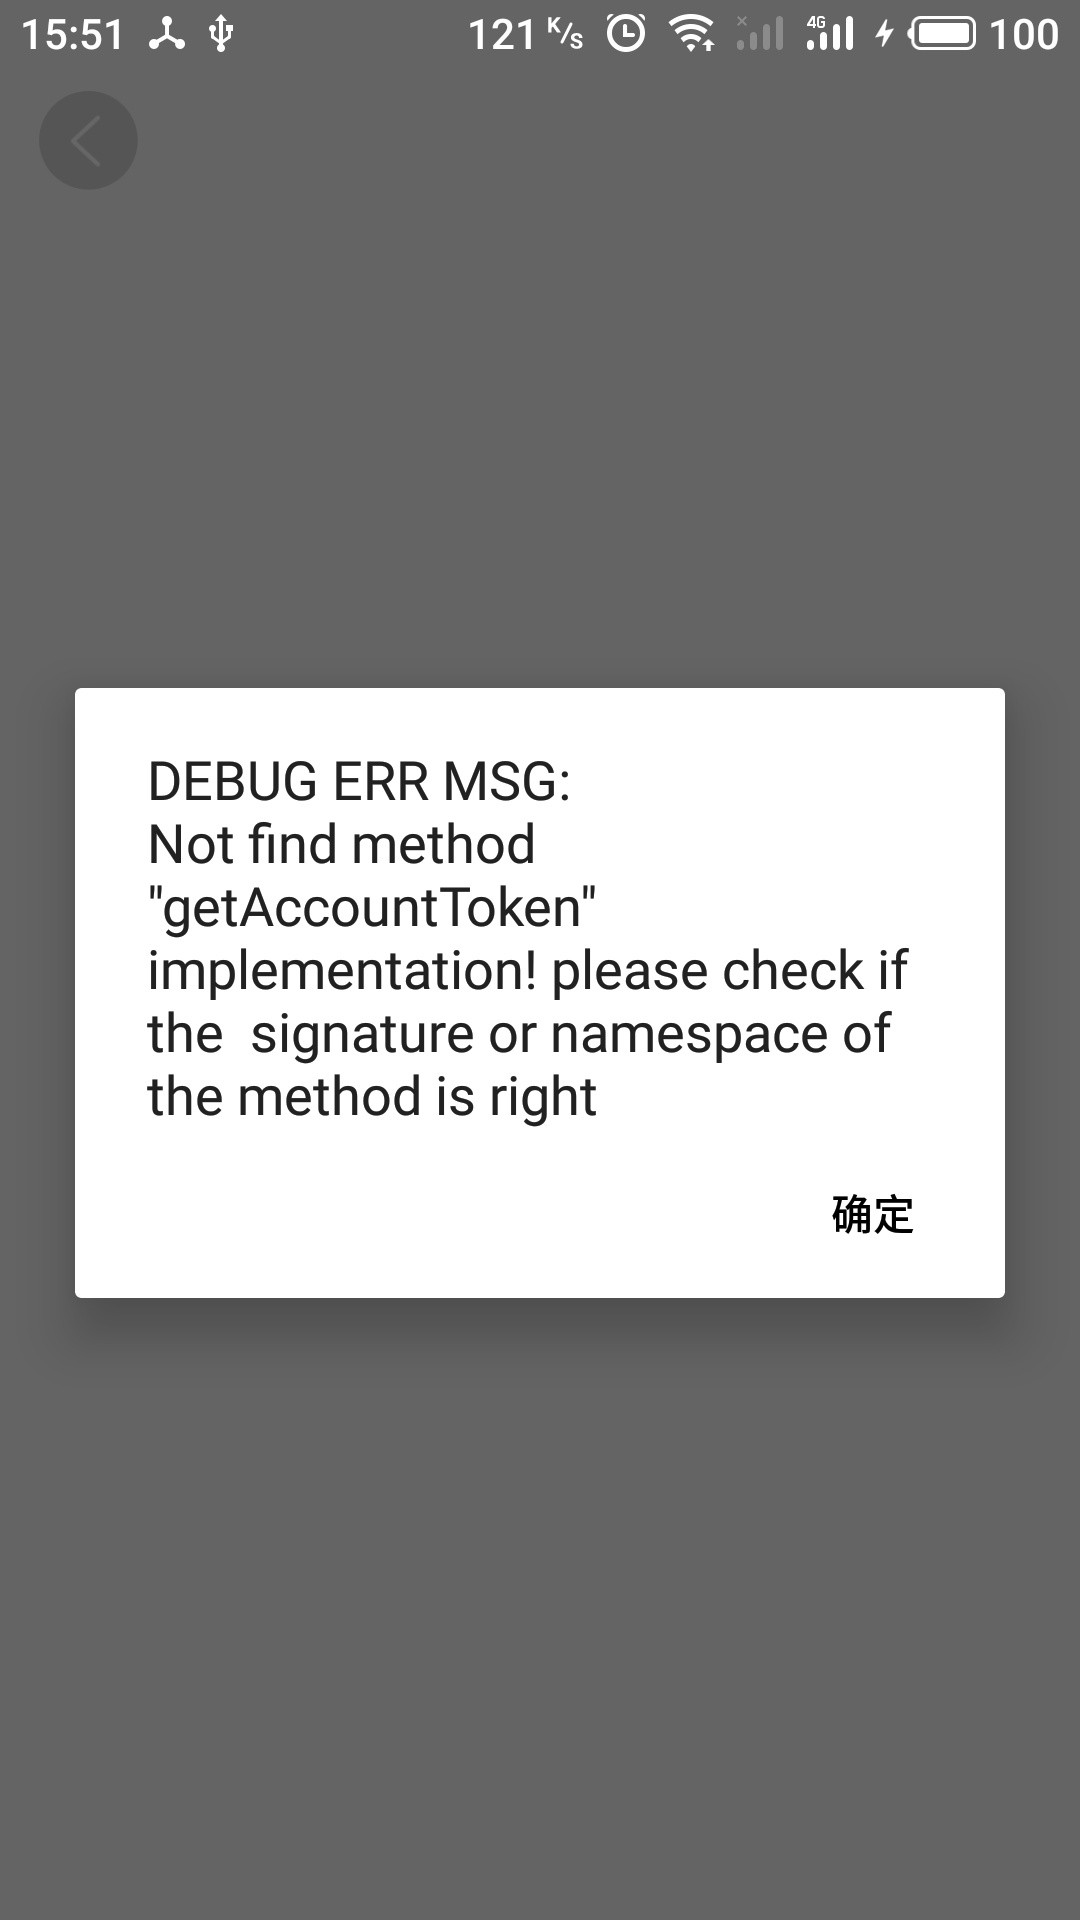 15:51 121 K/s 4G 100
DEBUG ERR MSG:
Not find method
"getAccountToken"
implementation! please check if
the  signature or namespace of
the method is right
确定